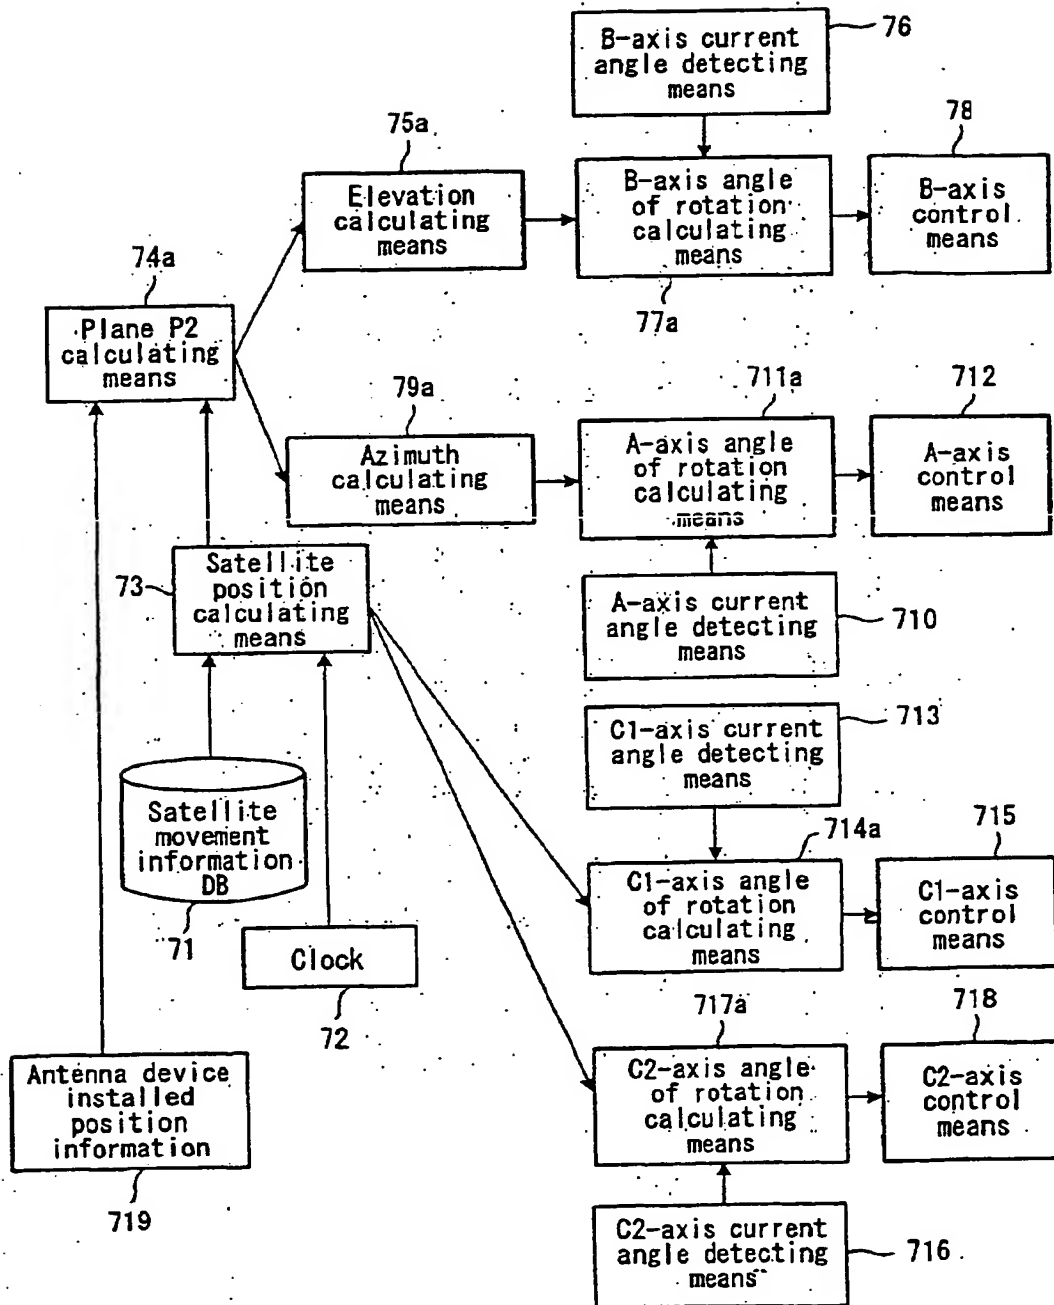 B-axis current
angle detecting
means
76
75a
Elevation
calculating
means
B-axis angle
of rotation
calculating
means
77a
78
B-axis
control
means
74a
Plane P2
calculating
means
79a
Azimuth
calculating
means
711a
A-axis angle
of rotation
calculating
means
712
A-axis
control
means
73
Satellite
position
calculating
means
A-axis current
angle detecting
means
710
C1-axis current
angle detecting
means
713
Satellite
movement
information
DB
71
Clock
72
714a
C1-axis angle
of rotation
calculating
means
715
C1-axis
control
means
717a
C2-axis angle
of rotation
calculating
means
718
C2-axis
control
means
Antenna device
installed
position
information
719
C2-axis current
angle detecting
means
716